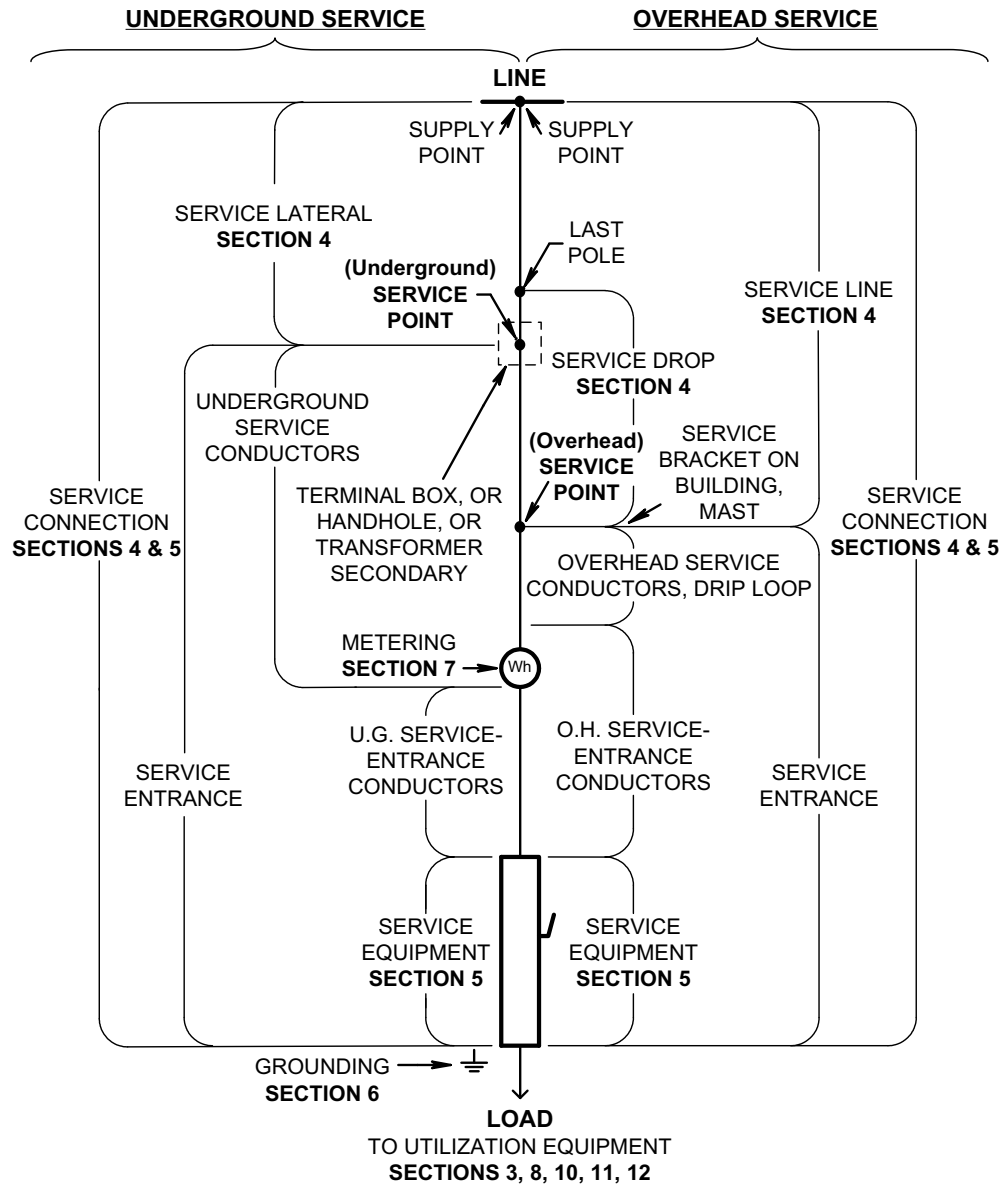 UNDERGROUND SERVICE
OVERHEAD SERVICE
LINE
SUPPLY
POINT
SUPPLY
POINT
SERVICE LATERAL
SECTION 4
LAST
POLE
(Underground)
SERVICE
POINT
SERVICE LINE
SECTION 4
SERVICE DROP
SECTION 4
UNDERGROUND
SERVICE
CONDUCTORS
(Overhead)
SERVICE
POINT
SERVICE
BRACKET ON
BUILDING,
MAST
SERVICE
CONNECTION
SECTIONS 4 & 5
TERMINAL BOX, OR
HANDHOLE, OR
TRANSFORMER
SECONDARY
SERVICE
CONNECTION
SECTIONS 4 & 5
OVERHEAD SERVICE
CONDUCTORS, DRIP LOOP
METERING
SECTION 7
Wh
U.G. SERVICE-
ENTRANCE
CONDUCTORS
O.H. SERVICE-
ENTRANCE
CONDUCTORS
SERVICE
ENTRANCE
SERVICE
ENTRANCE
SERVICE
EQUIPMENT
SECTION 5
SERVICE
EQUIPMENT
SECTION 5
GROUNDING
SECTION 6
LOAD
TO UTILIZATION EQUIPMENT
SECTIONS 3, 8, 10, 11, 12